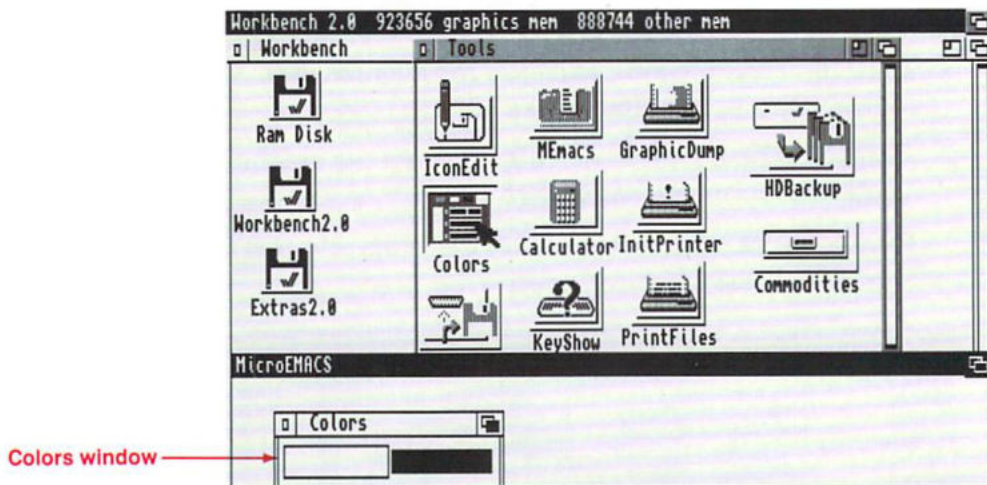 Workbench 2.0 923656 graphics mem 888744 other mem
Workbench
Tools
Ram Disk
Workbench2.0
Extras2.0
IconEdit
MEmacs
GraphicDump
HDBackup
Colors
Calculator
InitPrinter
Commodities
KeyShow
PrintFiles
MicroEMACS
Colors
Colors window